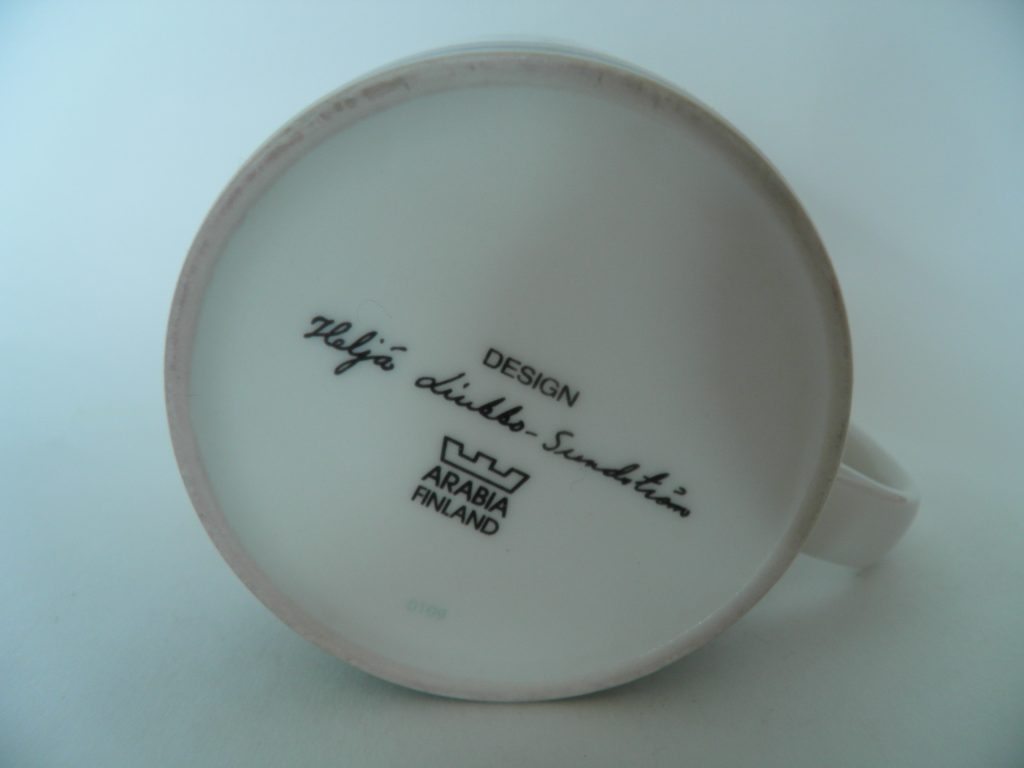 DESIGN
Heljä Liukko-Sundström
ARABIA
FINLAND